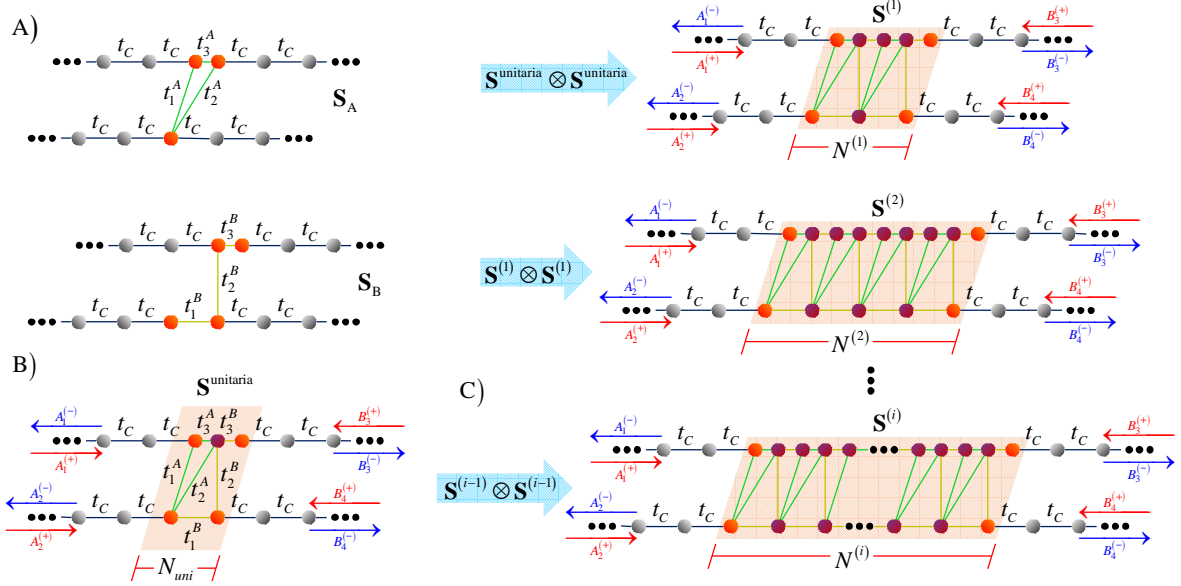 A)
t_C t_C t_3^A t_C t_C
t_1^A t_2^A
S_A
t_C t_C t_C t_C
t_C t_C t_3^B t_C t_C
t_2^B
S_B
t_C t_C t_1^B t_C t_C
B)
S^unitaria
A_1^(-) t_C t_C t_3^A t_3^B t_C t_C B_3^(+)
A_1^(+) B_3^(-)
t_1^A t_2^A t_2^B
A_2^(-) t_C t_C t_C t_C B_4^(+)
A_2^(+) t_1^B B_4^(-)
N_uni
S^unitaria ⊗ S^unitaria
S^(1)
A_1^(-) t_C t_C t_C t_C B_3^(+)
A_1^(+) B_3^(-)
A_2^(-) t_C t_C t_C t_C B_4^(+)
A_2^(+) B_4^(-)
N^(1)
S^(1) ⊗ S^(1)
S^(2)
A_1^(-) t_C t_C t_C t_C B_3^(+)
A_1^(+) B_3^(-)
A_2^(-) t_C t_C t_C t_C B_4^(+)
A_2^(+) B_4^(-)
N^(2)
C)
S^(i-1) ⊗ S^(i-1)
S^(i)
A_1^(-) t_C t_C t_C t_C B_3^(+)
A_1^(+) B_3^(-)
A_2^(-) t_C t_C t_C t_C B_4^(+)
A_2^(+) B_4^(-)
N^(i)